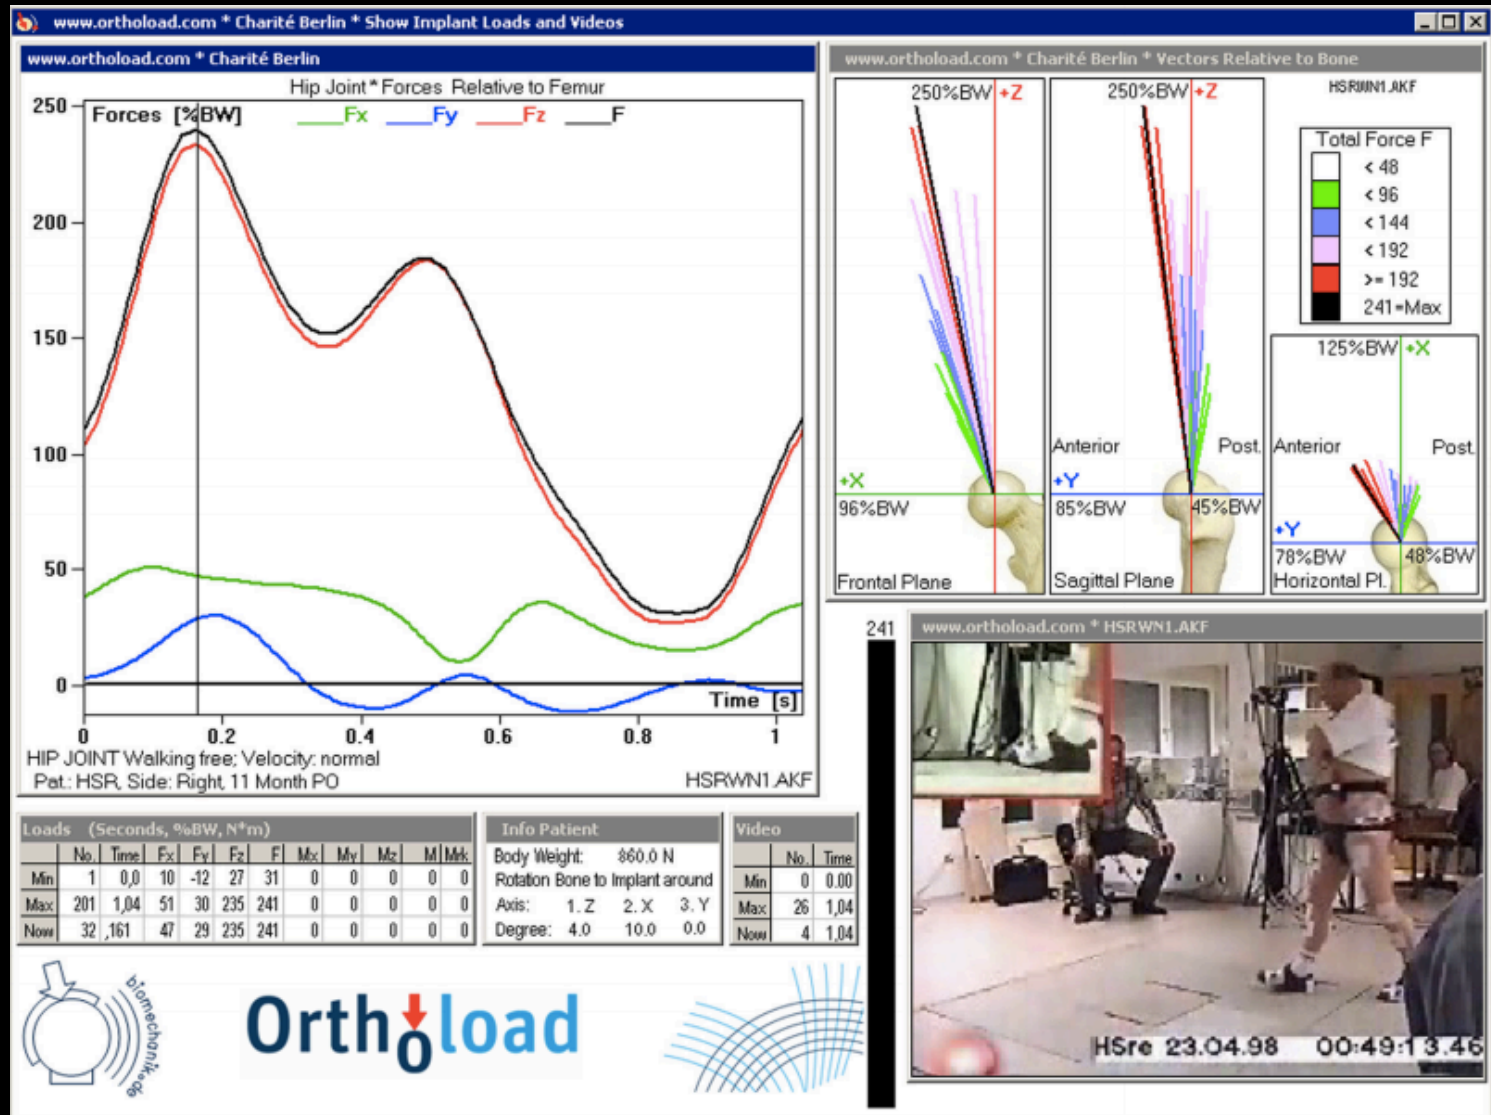 www.orthoload.com * Charité Berlin * Show Implant Loads and Videos
www.orthoload.com * Charité Berlin
Hip Joint * Forces Relative to Femur
Forces [%BW] Fx Fy Fz F
250
200
150
100
50
0
Time [s]
0 0.2 0.4 0.6 0.8 1
HIP JOINT Walking free; Velocity: normal
Pat.: HSR, Side: Right, 11 Month PO HSRWN1.AKF
www.orthoload.com * Charité Berlin * Vectors Relative to Bone
250%BW +Z
+X
96%BW
Frontal Plane
250%BW +Z
Anterior Post.
+Y
85%BW 45%BW
Sagittal Plane
HSRWN1.AKF
Total Force F
< 48
< 96
< 144
< 192
>= 192
241=Max
125%BW +X
Anterior Post.
+Y
78%BW 48%BW
Horizontal Pl.
Loads (Seconds, %BW, N*m)
No. Time Fx Fy Fz F Mx My Mz M Mrk
Min 1 0,0 10 -12 27 31 0 0 0 0 0
Max 201 1,04 51 30 235 241 0 0 0 0 0
Now 32 ,161 47 29 235 241 0 0 0 0 0
Info Patient
Body Weight: 860.0 N
Rotation Bone to Implant around
Axis: 1. Z 2. X 3. Y
Degree: 4.0 10.0 0.0
Video
No. Time
Min 0 0.00
Max 26 1,04
Now 4 1,04
241
www.orthoload.com * HSRWN1.AKF
HSre 23.04.98 00:49:13.46
biomechanik.de
Orthoload